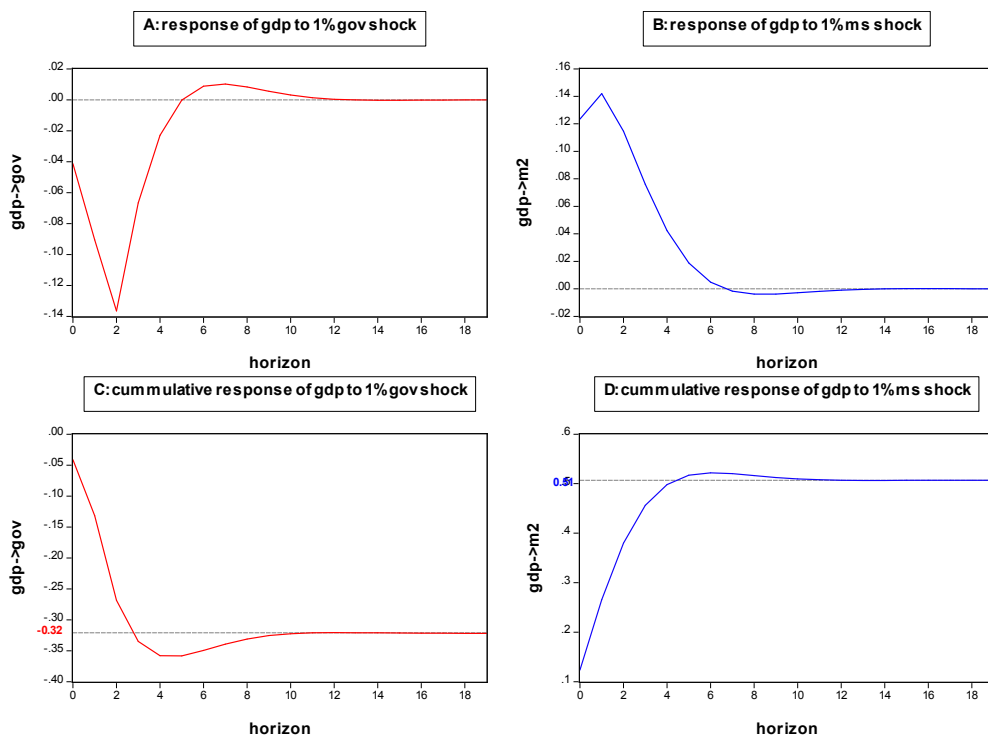 A: response of gdp to 1% gov shock
.02
.00
-.02
-.04
-.06
-.08
-.10
-.12
-.14
gdp->gov
0 2 4 6 8 10 12 14 16 18
horizon
B: response of gdp to 1% ms shock
.16
.14
.12
.10
.08
.06
.04
.02
.00
-.02
gdp->m2
0 2 4 6 8 10 12 14 16 18
horizon
C: cummulative response of gdp to 1% gov shock
.00
-.05
-.10
-.15
-.20
-.25
-.30
-0.32
-.35
-.40
gdp->gov
0 2 4 6 8 10 12 14 16 18
horizon
D: cummulative response of gdp to 1% ms shock
.6
0.51
.4
.3
.2
.1
gdp->m2
0 2 4 6 8 10 12 14 16 18
horizon